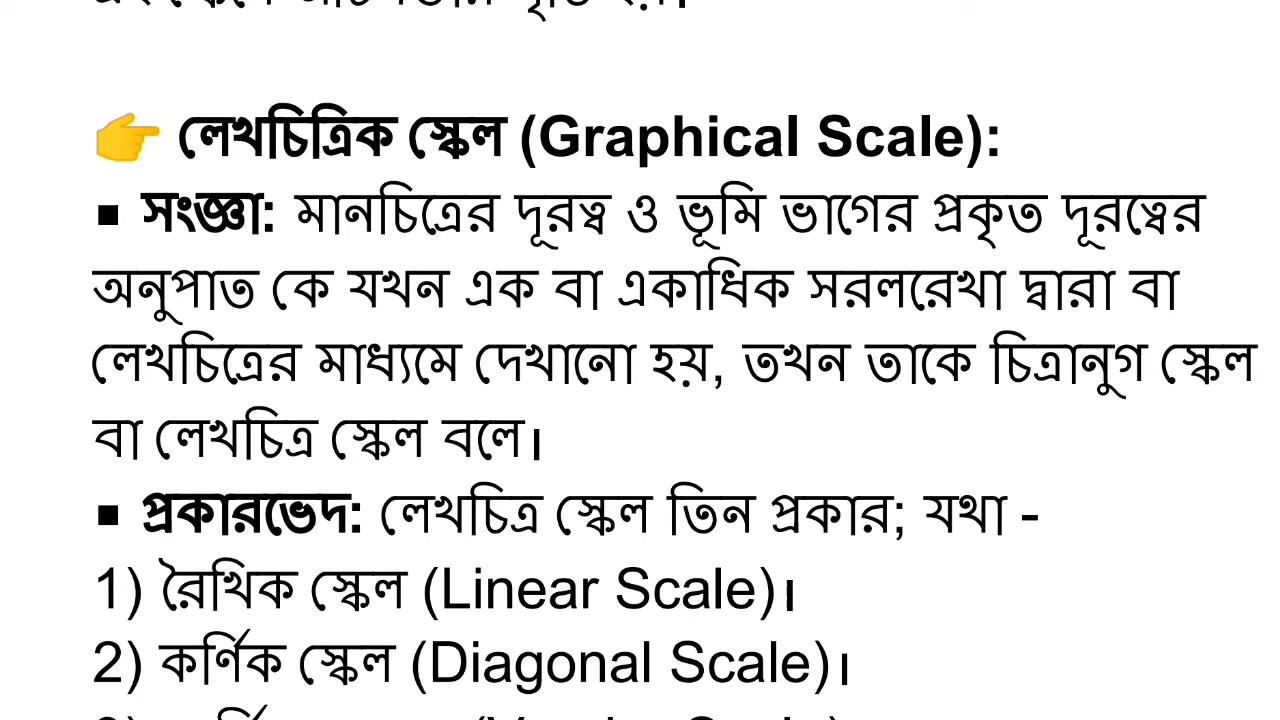 👉 লেখচিত্রিক স্কেল (Graphical Scale):
▪ সংজ্ঞা: মানচিত্রের দূরত্ব ও ভূমি ভাগের প্রকৃত দূরত্বের
অনুপাত কে যখন এক বা একাধিক সরলরেখা দ্বারা বা
লেখচিত্রের মাধ্যমে দেখানো হয়, তখন তাকে চিত্রানুগ স্কেল
বা লেখচিত্র স্কেল বলে।
▪ প্রকারভেদ: লেখচিত্র স্কেল তিন প্রকার; যথা -
1) রৈখিক স্কেল (Linear Scale)।
2) কর্ণিক স্কেল (Diagonal Scale)।